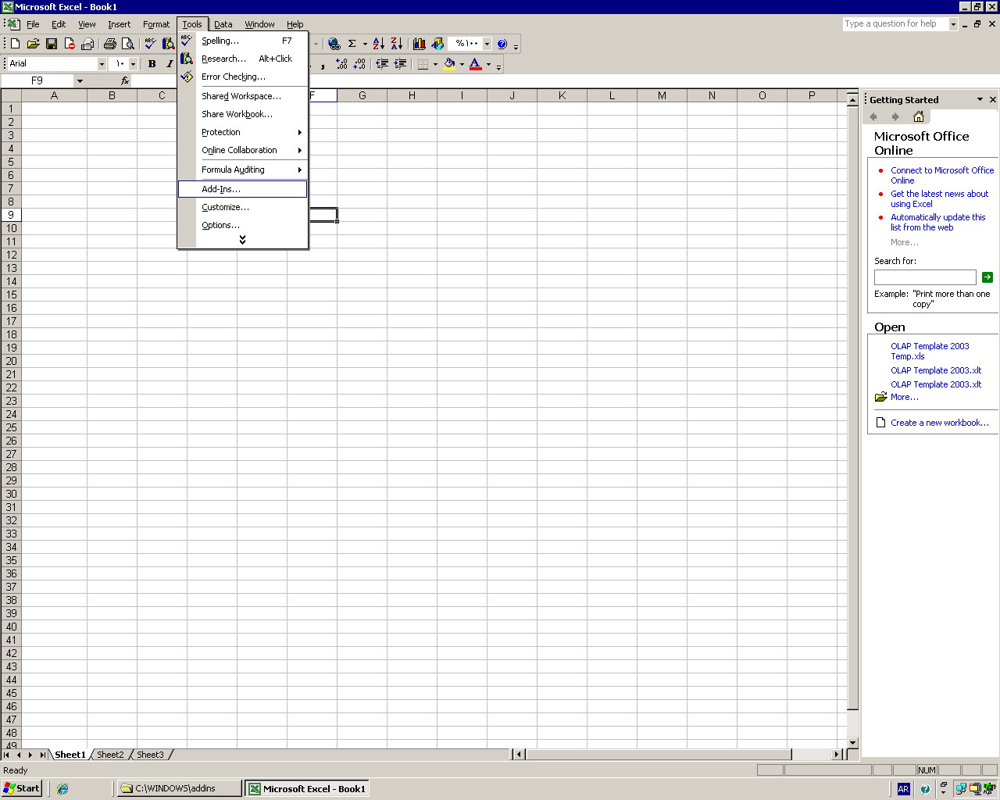 Microsoft Excel - Book1
File Edit View Insert Format Tools Data Window Help
Type a question for help
%١٠٠
Arial
B I
F9
fx
Spelling... F7
Research... Alt+Click
Error Checking...
Shared Workspace...
Share Workbook...
Protection
Online Collaboration
Formula Auditing
Add-Ins...
Customize...
Options...
A B C F G H I J K L M N O P
1
2
3
4
5
6
7
8
9
10
11
12
13
14
15
16
17
18
19
20
21
22
23
24
25
26
27
28
29
30
31
32
33
34
35
36
37
38
39
40
41
42
43
44
45
46
47
48
49
Getting Started
Microsoft Office
Online
Connect to Microsoft Office
Online
Get the latest news about
using Excel
Automatically update this
list from the web
More...
Search for:
Example: "Print more than one
copy"
Open
OLAP Template 2003
Temp.xls
OLAP Template 2003.xlt
OLAP Template 2003.xlt
More...
Create a new workbook...
Sheet1 Sheet2 Sheet3
Ready
NUM
Start
C:\WINDOWS\addins
Microsoft Excel - Book1
AR